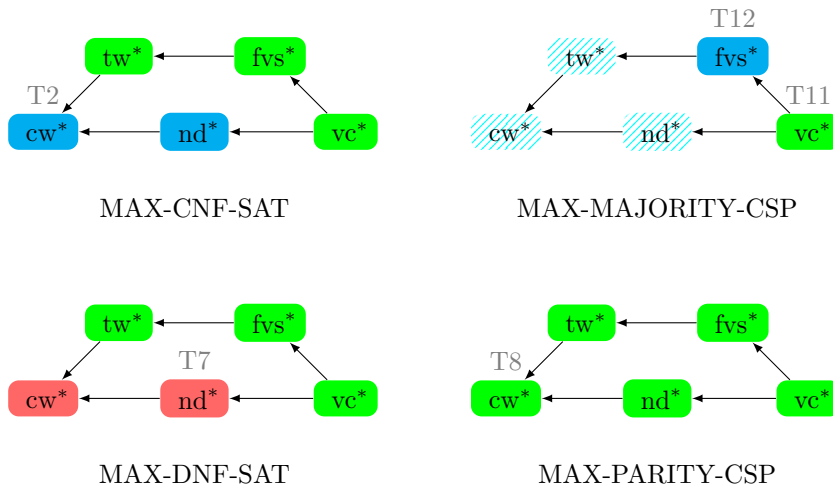 T12
tw* fvs* tw* fvs*
T2 T11
cw* nd* vc* cw* nd* vc*
MAX-CNF-SAT MAX-MAJORITY-CSP
tw* fvs* tw* fvs*
T7 T8
cw* nd* vc* cw* nd* vc*
MAX-DNF-SAT MAX-PARITY-CSP